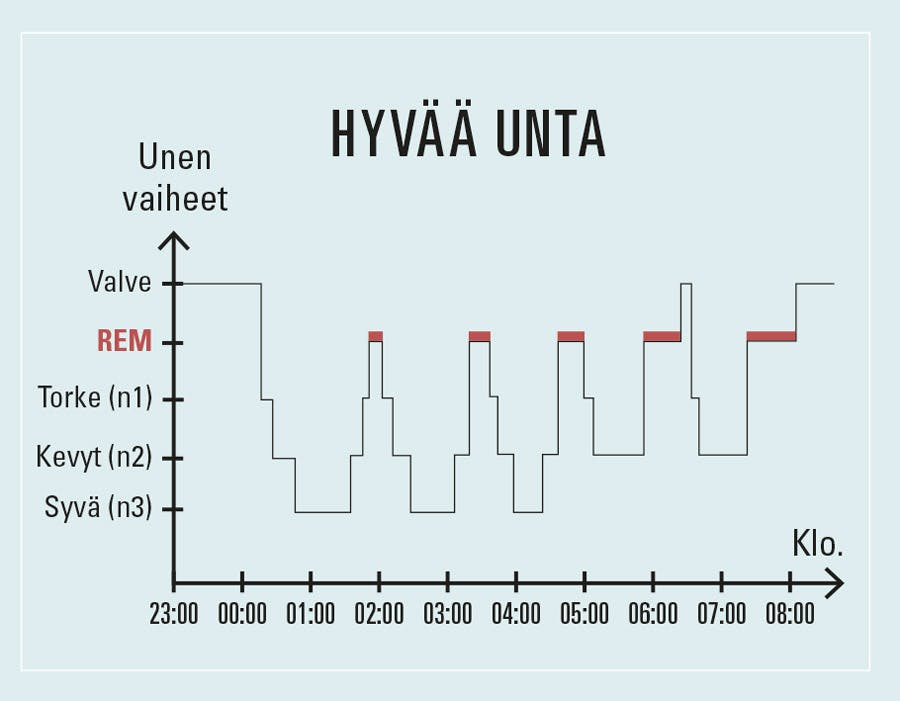 HYVÄÄ UNTA
Unen
vaiheet
Valve
REM
Torke (n1)
Kevyt (n2)
Syvä (n3)
Klo.
23:00 00:00 01:00 02:00 03:00 04:00 05:00 06:00 07:00 08:00